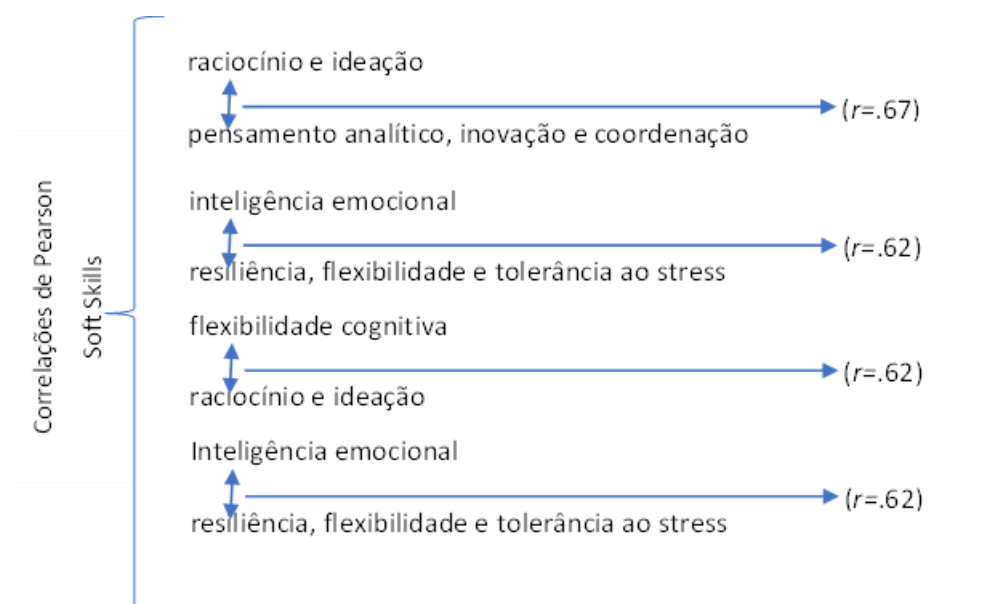 Correlações de Pearson
Soft Skills
raciocínio e ideação
(r=.67)
pensamento analítico, inovação e coordenação
inteligência emocional
(r=.62)
resiliência, flexibilidade e tolerância ao stress
flexibilidade cognitiva
(r=.62)
raciocínio e ideação
Inteligência emocional
(r=.62)
resiliência, flexibilidade e tolerância ao stress